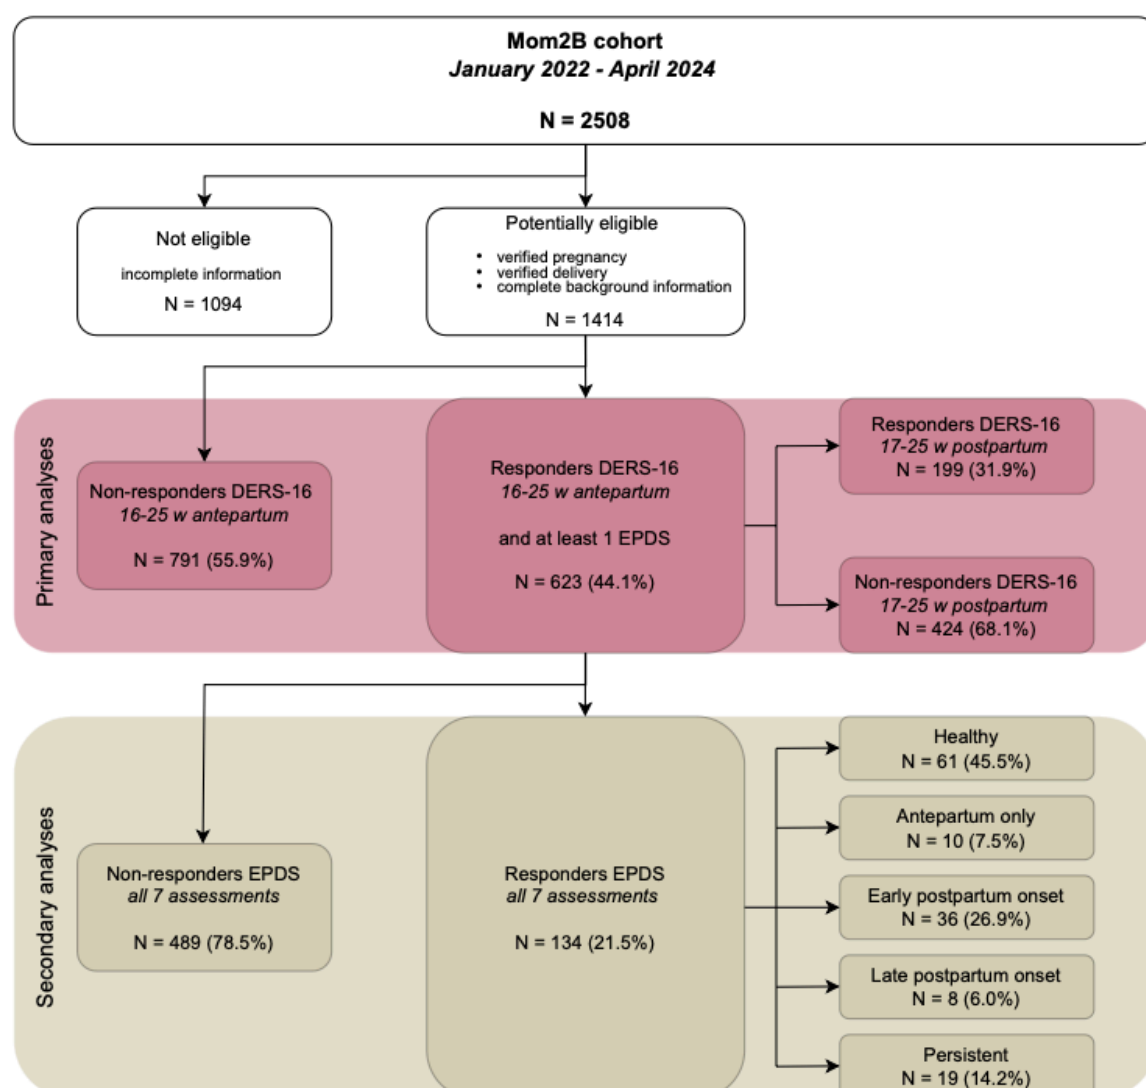 Mom2B cohort
January 2022 - April 2024
N = 2508
Not eligible
incomplete information
N = 1094
Potentially eligible
• verified pregnancy
• verified delivery
• complete background information
N = 1414
Primary analyses
Non-responders DERS-16
16-25 w antepartum
N = 791 (55.9%)
Responders DERS-16
16-25 w antepartum
and at least 1 EPDS
N = 623 (44.1%)
Responders DERS-16
17-25 w postpartum
N = 199 (31.9%)
Non-responders DERS-16
17-25 w postpartum
N = 424 (68.1%)
Secondary analyses
Non-responders EPDS
all 7 assessments
N = 489 (78.5%)
Responders EPDS
all 7 assessments
N = 134 (21.5%)
Healthy
N = 61 (45.5%)
Antepartum only
N = 10 (7.5%)
Early postpartum onset
N = 36 (26.9%)
Late postpartum onset
N = 8 (6.0%)
Persistent
N = 19 (14.2%)